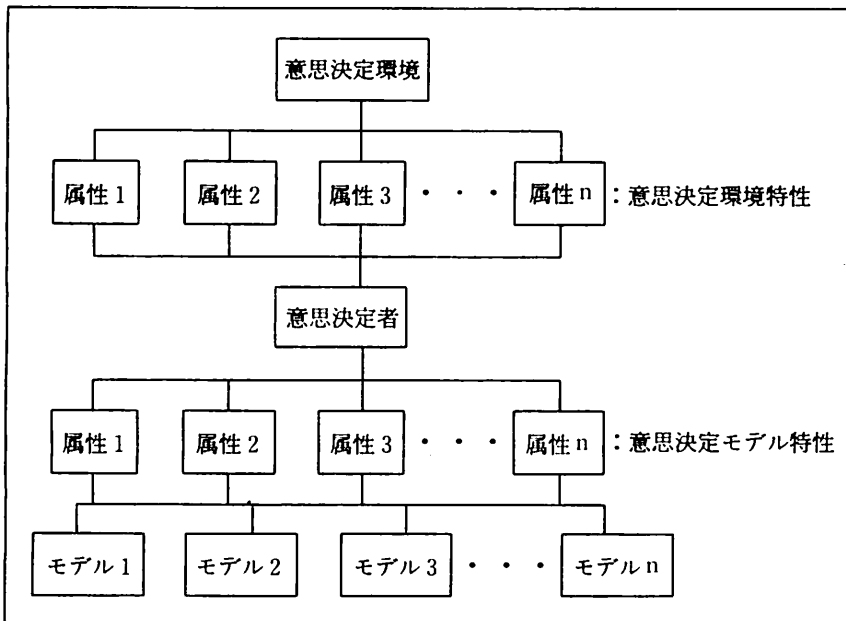 意思決定環境
属性1 属性2 属性3 ・・・ 属性n：意思決定環境特性
意思決定者
属性1 属性2 属性3 ・・・ 属性n：意思決定モデル特性
モデル1 モデル2 モデル3 ・・・ モデルn